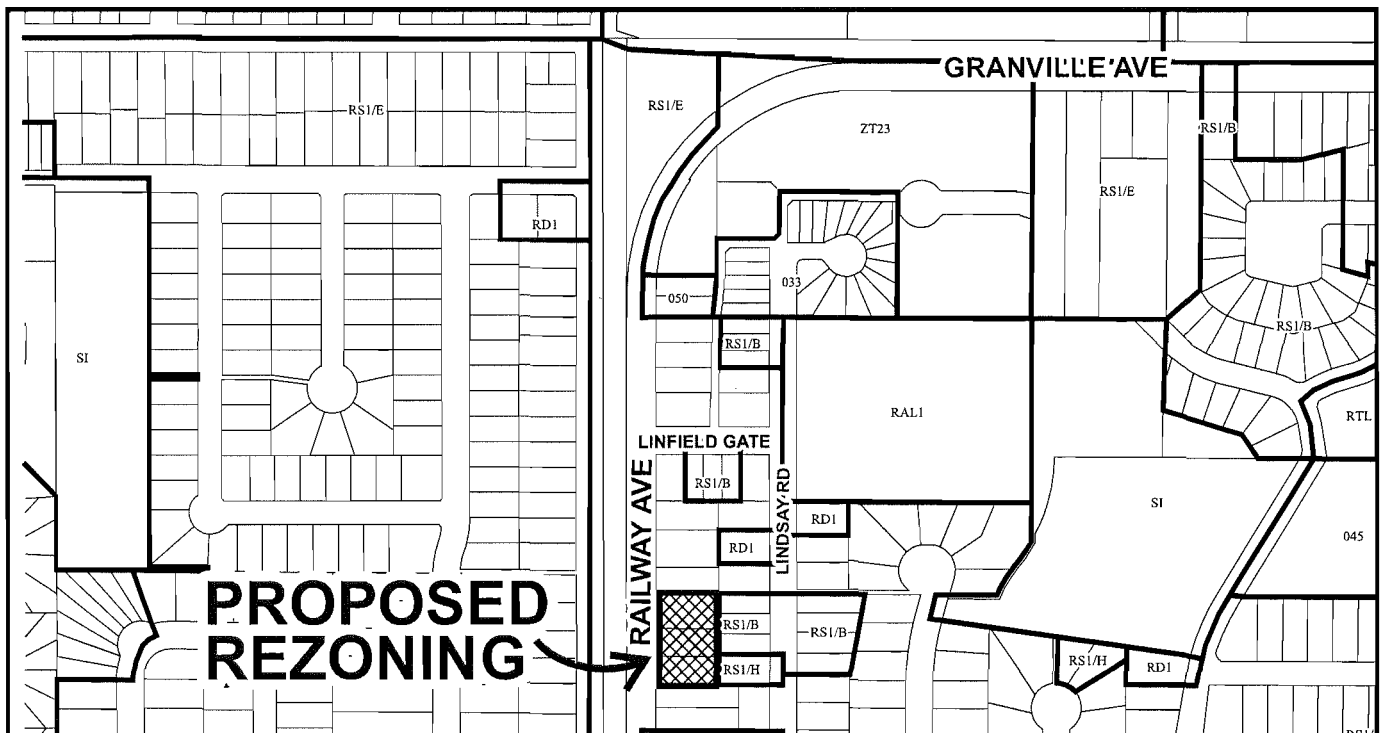 GRANVILLE AVE
RS1/E
RS1/E
ZT23
RS1/B
RS1/E
RD1
050
033
RS1/B
RS1/B
SI
RAL1
RTL
LINFIELD GATE
RAILWAY AVE
RS1/B
LINDSAY RD
RD1
RD1
SI
045
PROPOSED
REZONING
RS1/B
RS1/B
RS1/H
RS1/H
RD1